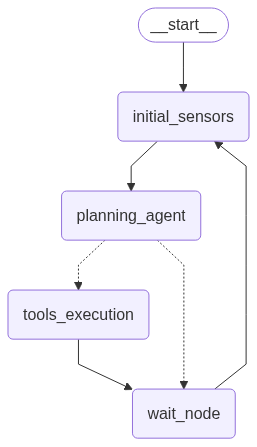 __start__
initial_sensors
planning_agent
tools_execution
wait_node